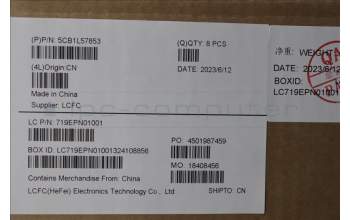 (P)P/N: 5CB1L57853
(Q)QTY: 8 PCS
(4L)Origin:CN
DATE: 2023/6/12
Made in China
Supplier: LCFC
净重: WEIGHT
DATE: 2023/6/12
BOXID:
LC719EPN01001
QA
LC P/N: 719EPN01001
PO: 4501987459
BOX ID: LC719EPN01001324108856
MO: 18408456
Contains Merchandise From: China
LCFC(HeFei) Electronics Technology Co., Ltd.
SHIPTO: CN